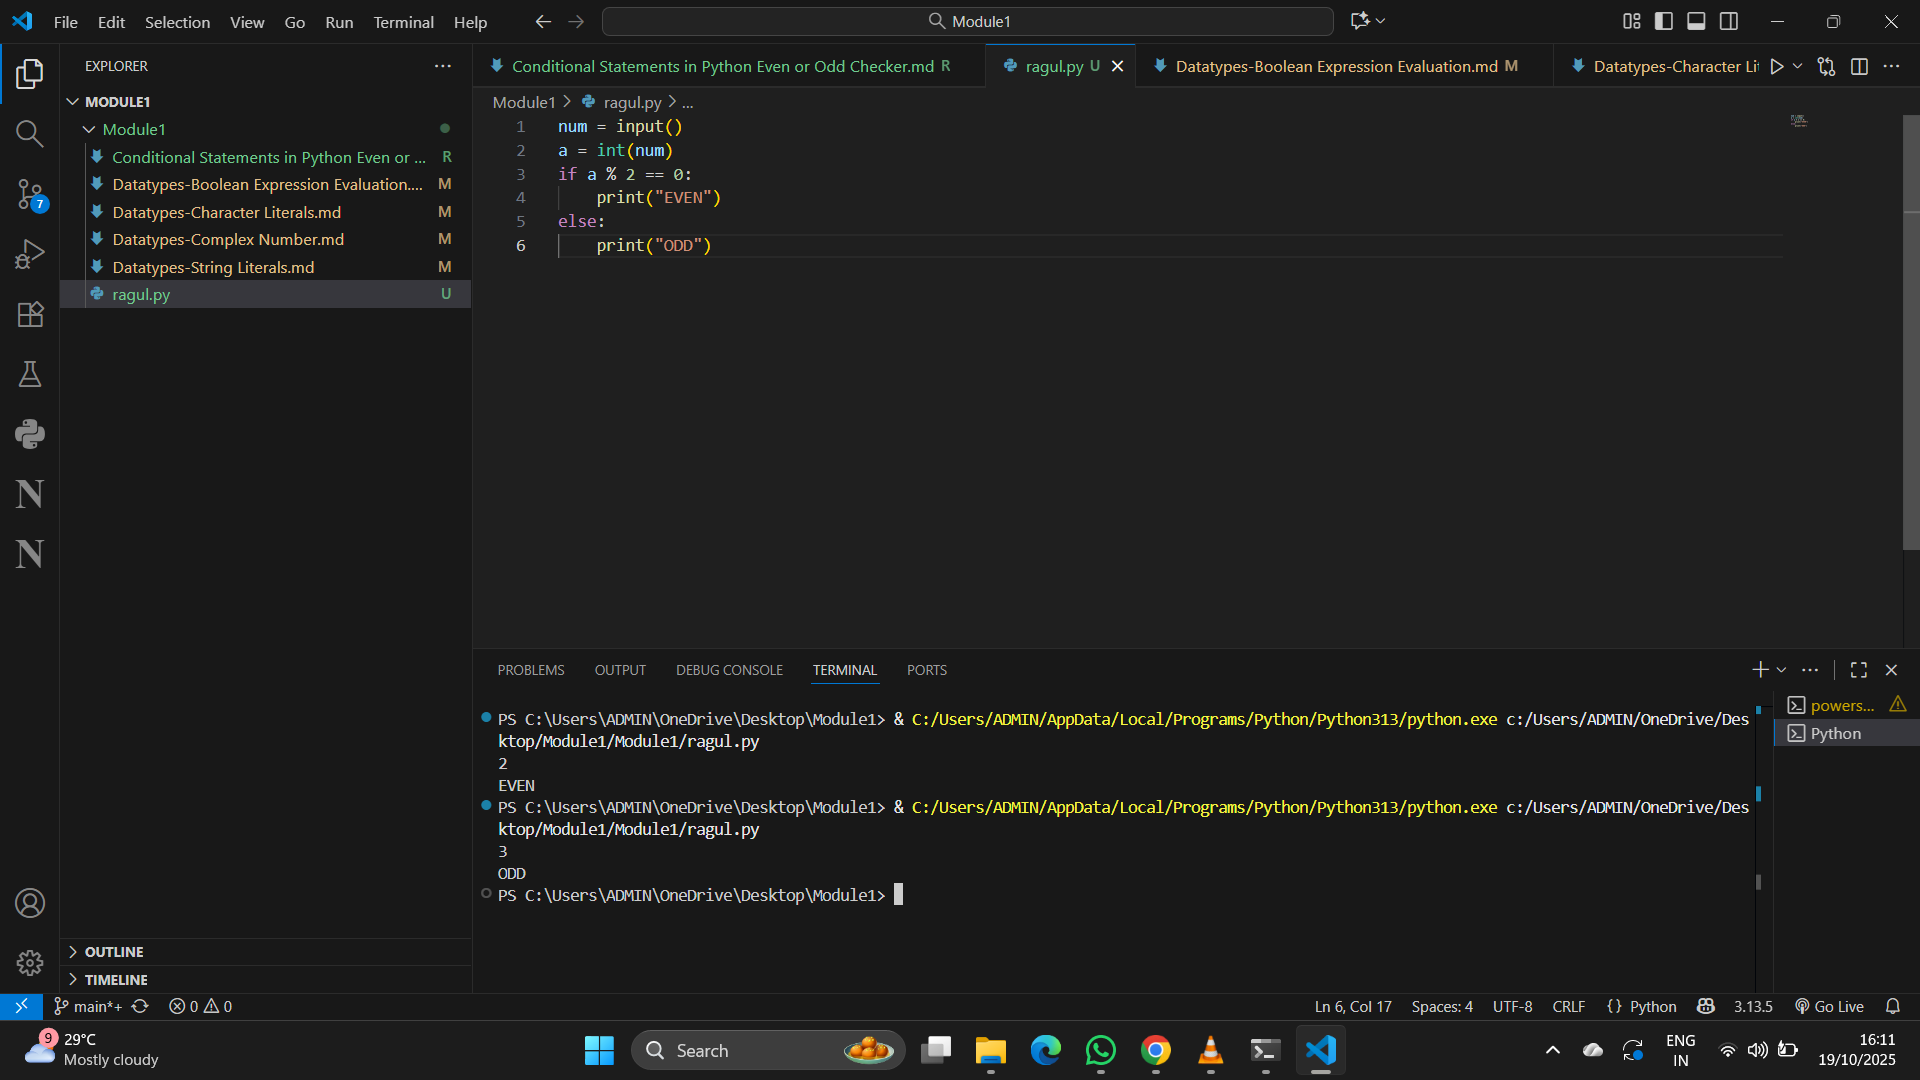 File Edit Selection View Go Run Terminal Help
Module1
EXPLORER
MODULE1
Module1
Conditional Statements in Python Even or ... R
Datatypes-Boolean Expression Evaluation.... M
Datatypes-Character Literals.md M
Datatypes-Complex Number.md M
Datatypes-String Literals.md M
ragul.py U
7
N
N
OUTLINE
TIMELINE
Conditional Statements in Python Even or Odd Checker.md R
ragul.py U
Datatypes-Boolean Expression Evaluation.md M
Datatypes-Character Lit
Module1 > ragul.py > ...
1 num = input()
2 a = int(num)
3 if a % 2 == 0:
4 print("EVEN")
5 else:
6 print("ODD")
PROBLEMS OUTPUT DEBUG CONSOLE TERMINAL PORTS
PS C:\Users\ADMIN\OneDrive\Desktop\Module1> & C:/Users/ADMIN/AppData/Local/Programs/Python/Python313/python.exe c:/Users/ADMIN/OneDrive/Des
ktop/Module1/Module1/ragul.py
2
EVEN
PS C:\Users\ADMIN\OneDrive\Desktop\Module1> & C:/Users/ADMIN/AppData/Local/Programs/Python/Python313/python.exe c:/Users/ADMIN/OneDrive/Des
ktop/Module1/Module1/ragul.py
3
ODD
PS C:\Users\ADMIN\OneDrive\Desktop\Module1>
powers...
Python
main*+ 0 0
Ln 6, Col 17 Spaces: 4 UTF-8 CRLF {} Python 3.13.5 Go Live
9
29°C
Mostly cloudy
Search
ENG
IN
16:11
19/10/2025